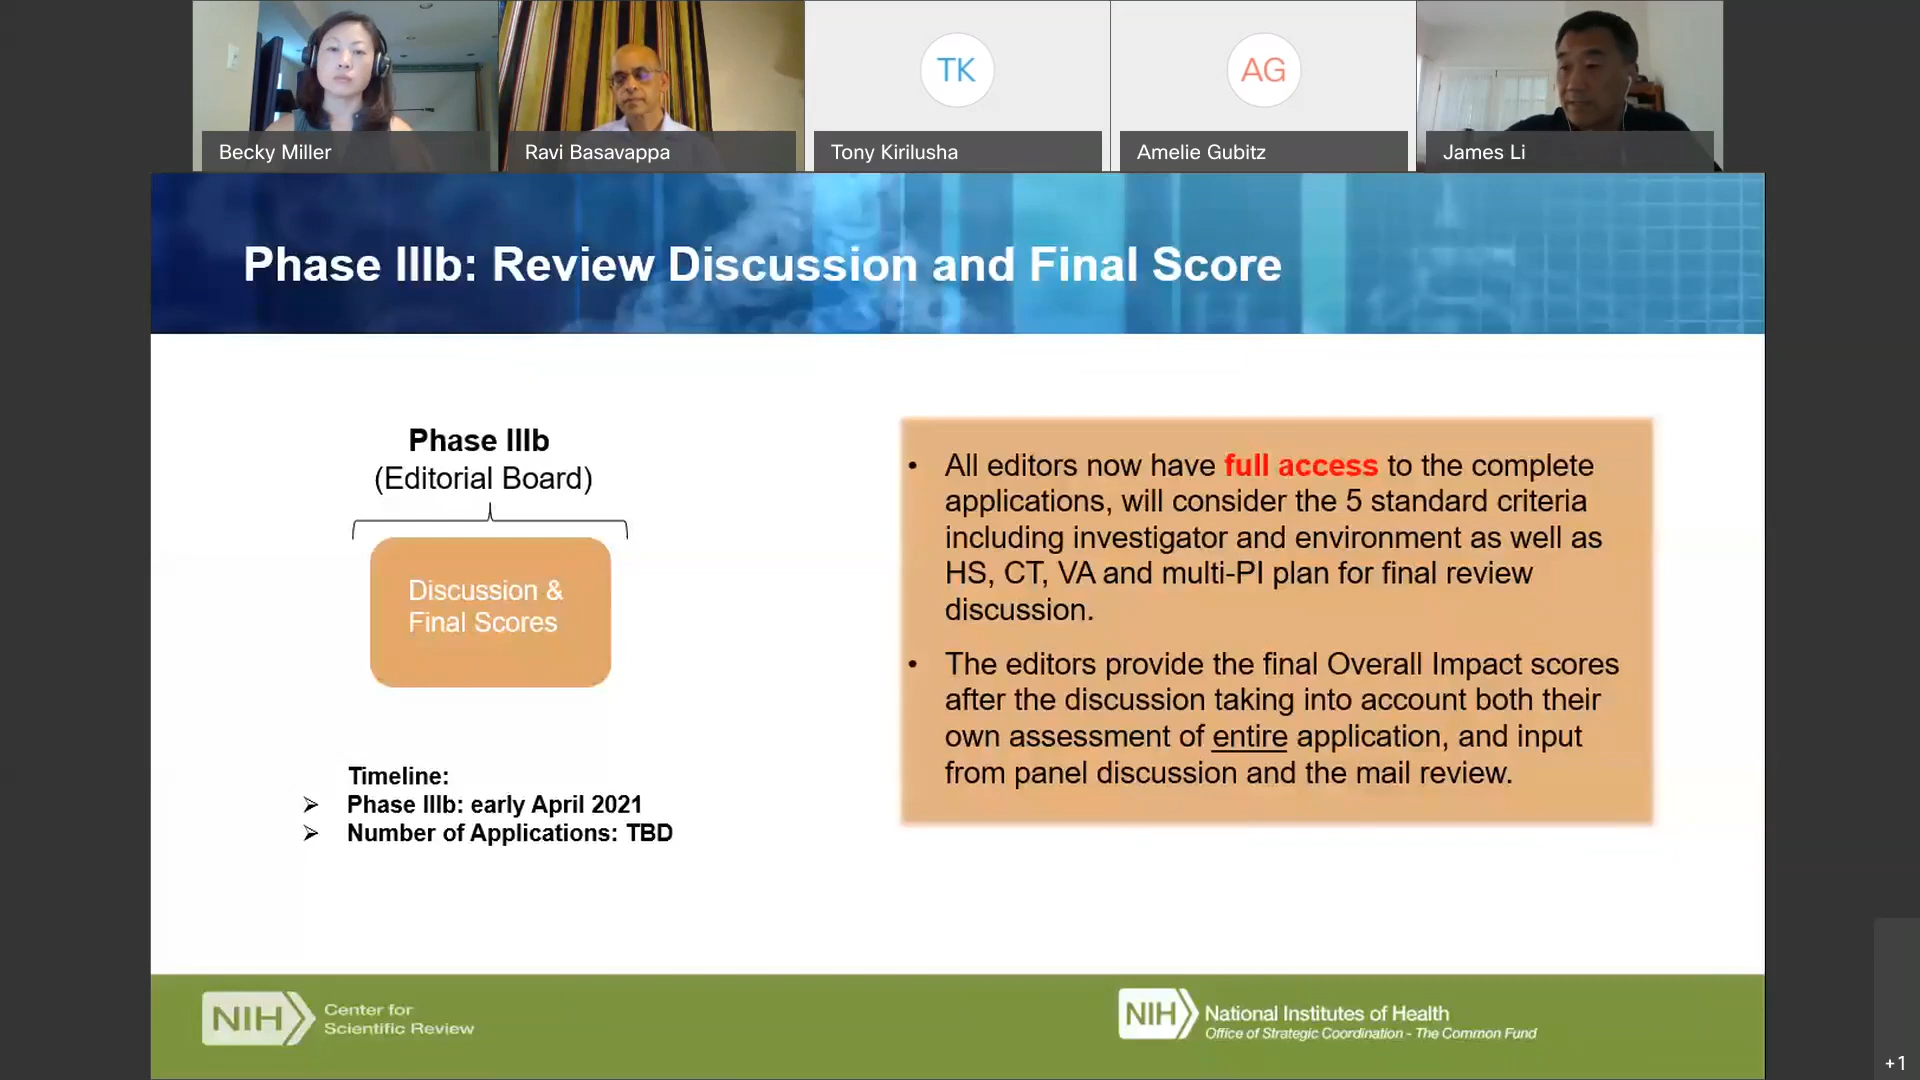 TK
AG
Becky Miller
Ravi Basavappa
Tony Kirilusha
Amelie Gubitz
James Li
Phase IIIb: Review Discussion and Final Score
Phase IIIb
(Editorial Board)
Discussion &
Final Scores
Timeline:
➢ Phase IIIb: early April 2021
➢ Number of Applications: TBD
• All editors now have full access to the complete
applications, will consider the 5 standard criteria
including investigator and environment as well as
HS, CT, VA and multi-PI plan for final review
discussion.
• The editors provide the final Overall Impact scores
after the discussion taking into account both their
own assessment of entire application, and input
from panel discussion and the mail review.
NIH
Center for
Scientific Review
NIH
National Institutes of Health
Office of Strategic Coordination - The Common Fund
+1